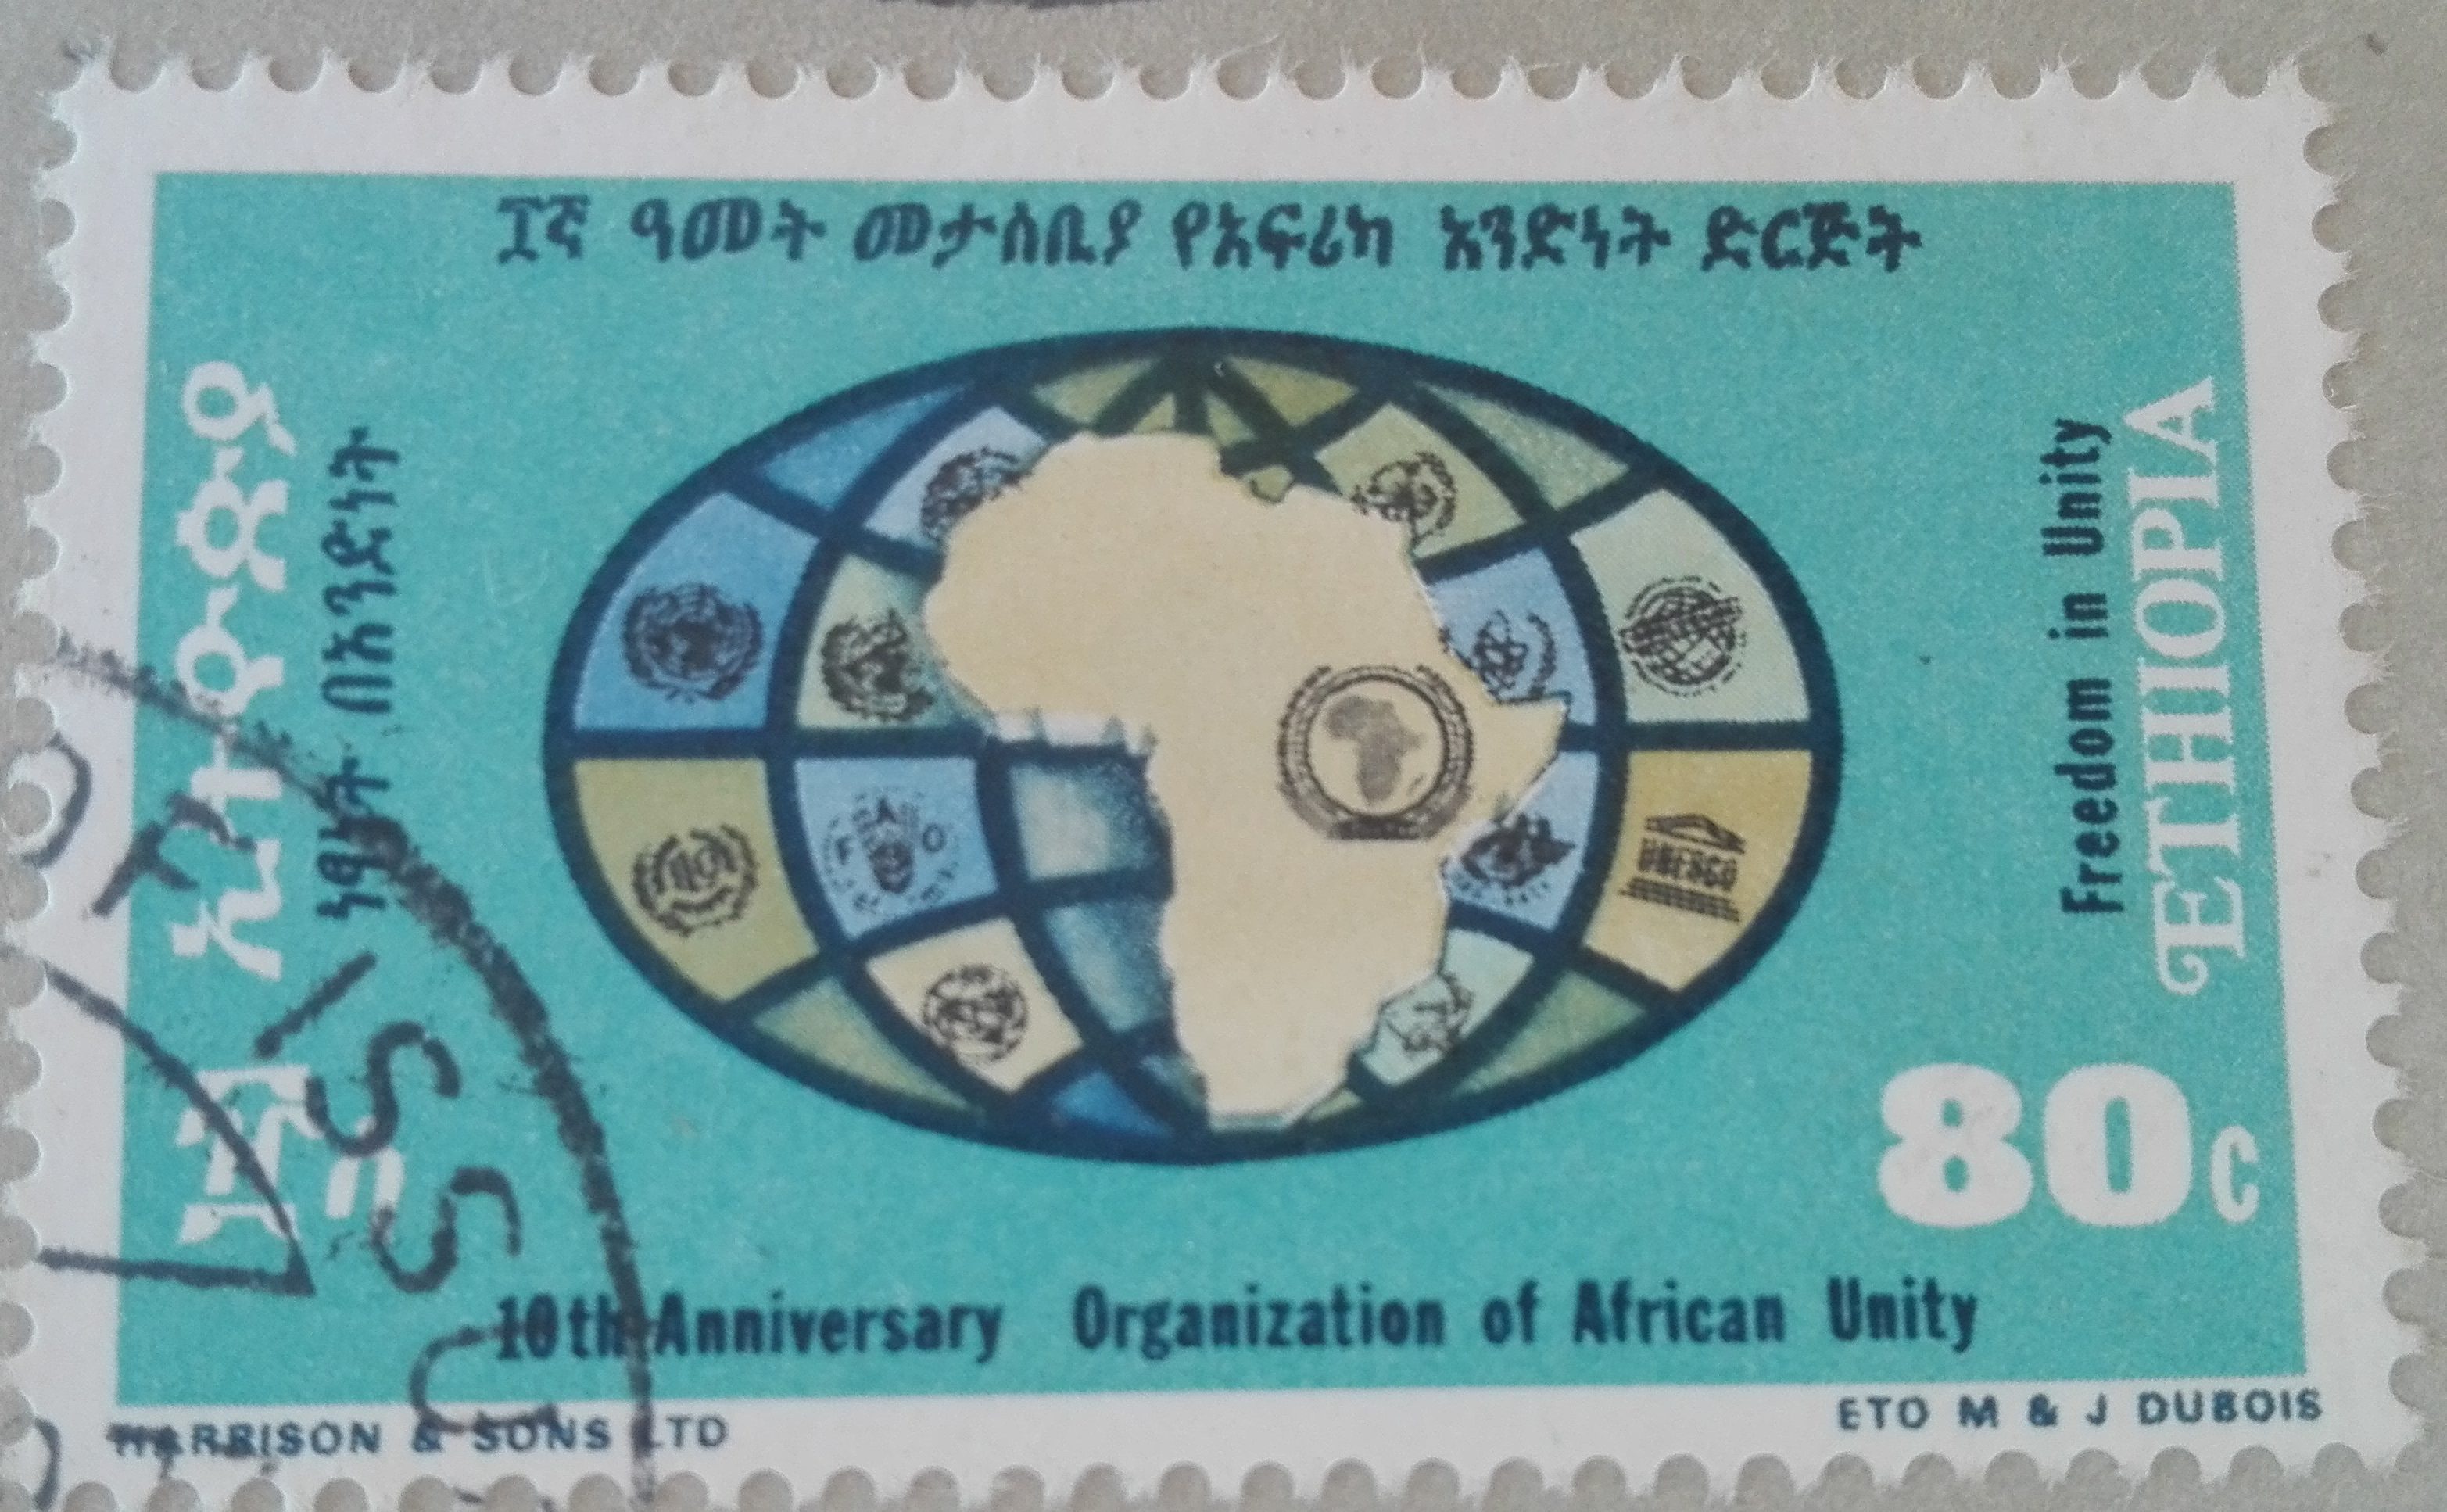 ፲ኛ ዓመት መታሰቢያ የአፍሪካ አንድነት ድርጅት
ኢትዮጵያ
ነፃነት በአንድነት
Freedom in Unity
ETHIOPIA
FAO
UNESCO
80c
10th Anniversary Organization of African Unity
HARRISON & SONS LTD
ETO M & J DUBOIS